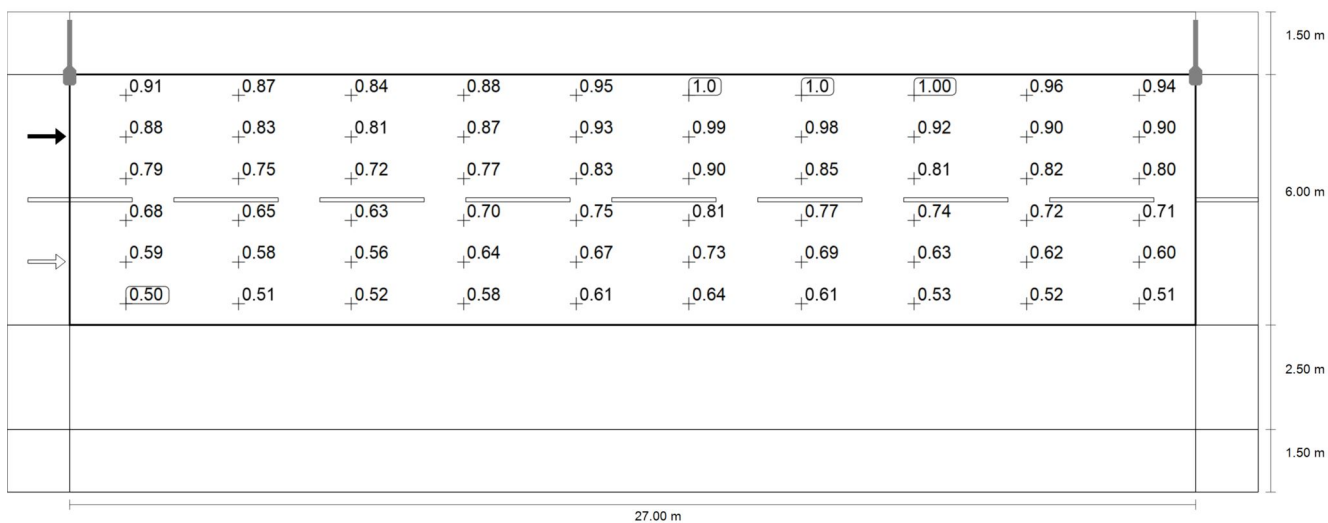 1.50 m
0.91 0.87 0.84 0.88 0.95 1.0 1.0 1.00 0.96 0.94
0.88 0.83 0.81 0.87 0.93 0.99 0.98 0.92 0.90 0.90
0.79 0.75 0.72 0.77 0.83 0.90 0.85 0.81 0.82 0.80
6.00 m
0.68 0.65 0.63 0.70 0.75 0.81 0.77 0.74 0.72 0.71
0.59 0.58 0.56 0.64 0.67 0.73 0.69 0.63 0.62 0.60
0.50 0.51 0.52 0.58 0.61 0.64 0.61 0.53 0.52 0.51
2.50 m
1.50 m
27.00 m